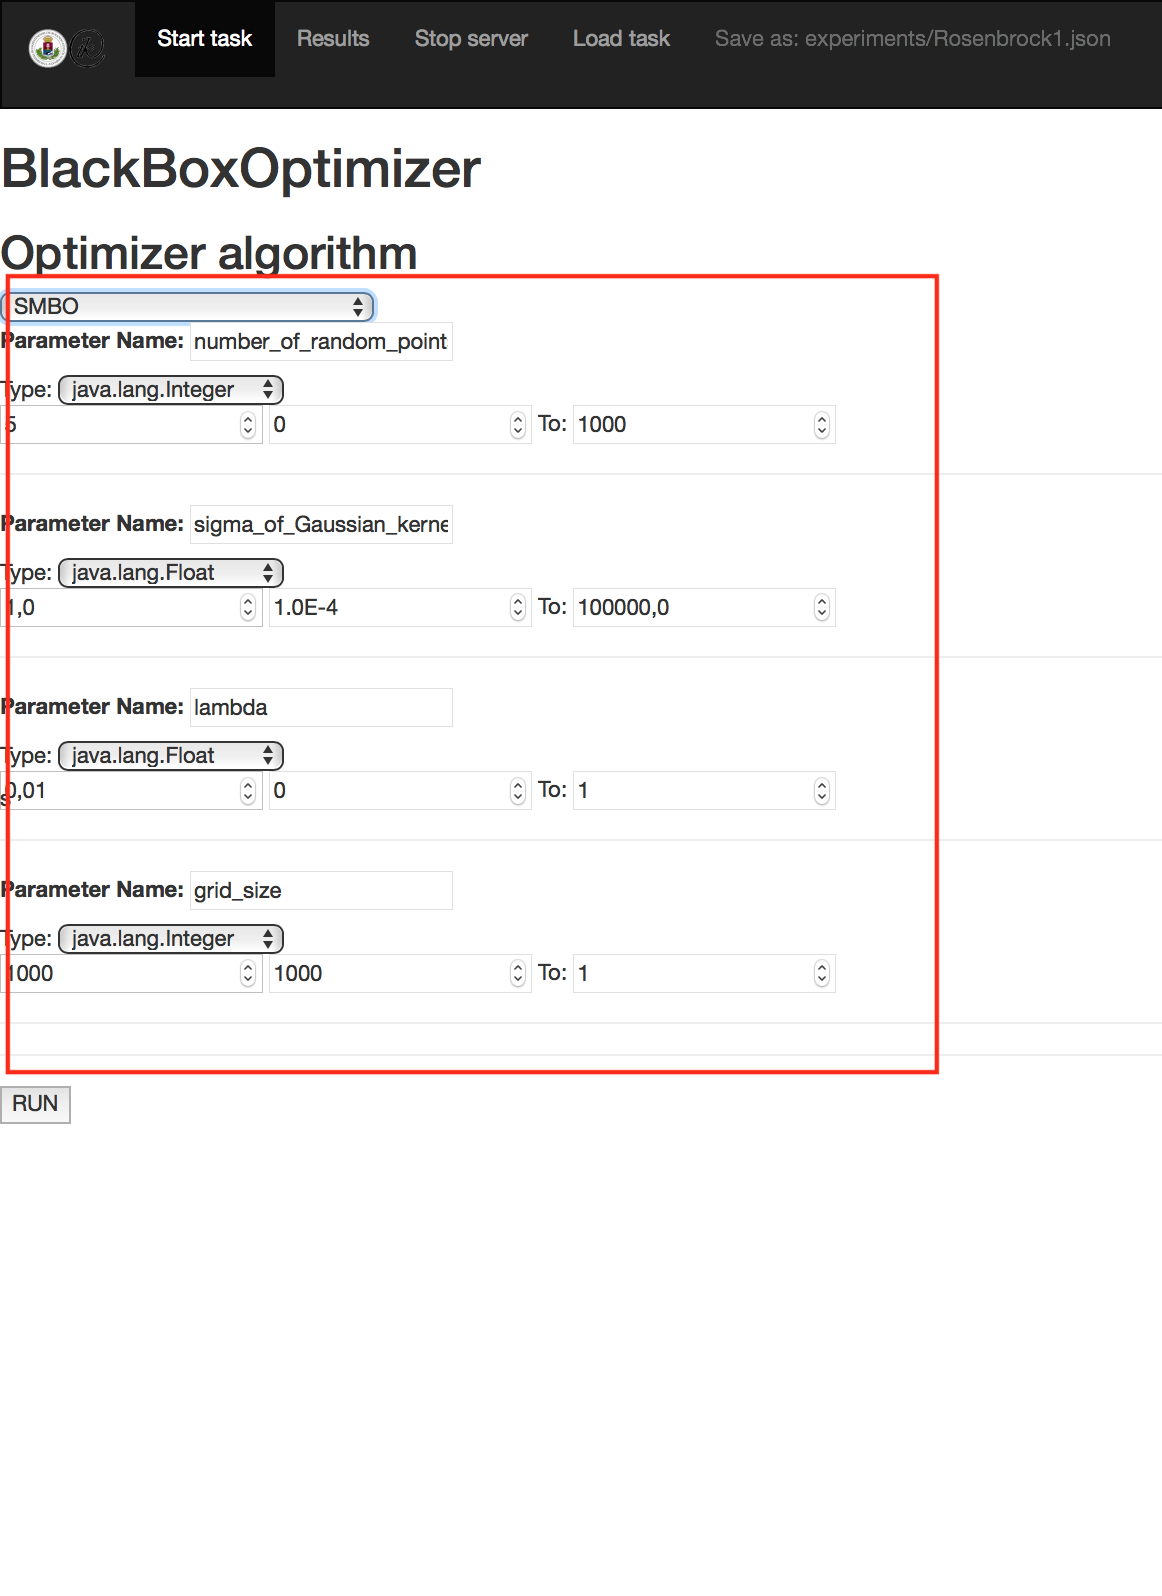 Start task Results Stop server Load task Save as: experiments/Rosenbrock1.json
BlackBoxOptimizer
Optimizer algorithm
SMBO
Parameter Name: number_of_random_point
Type: java.lang.Integer
5 0 To: 1000
Parameter Name: sigma_of_Gaussian_kerne
Type: java.lang.Float
1,0 1.0E-4 To: 100000,0
Parameter Name: lambda
Type: java.lang.Float
0,01 0 To: 1
s
Parameter Name: grid_size
Type: java.lang.Integer
1000 1000 To: 1
RUN